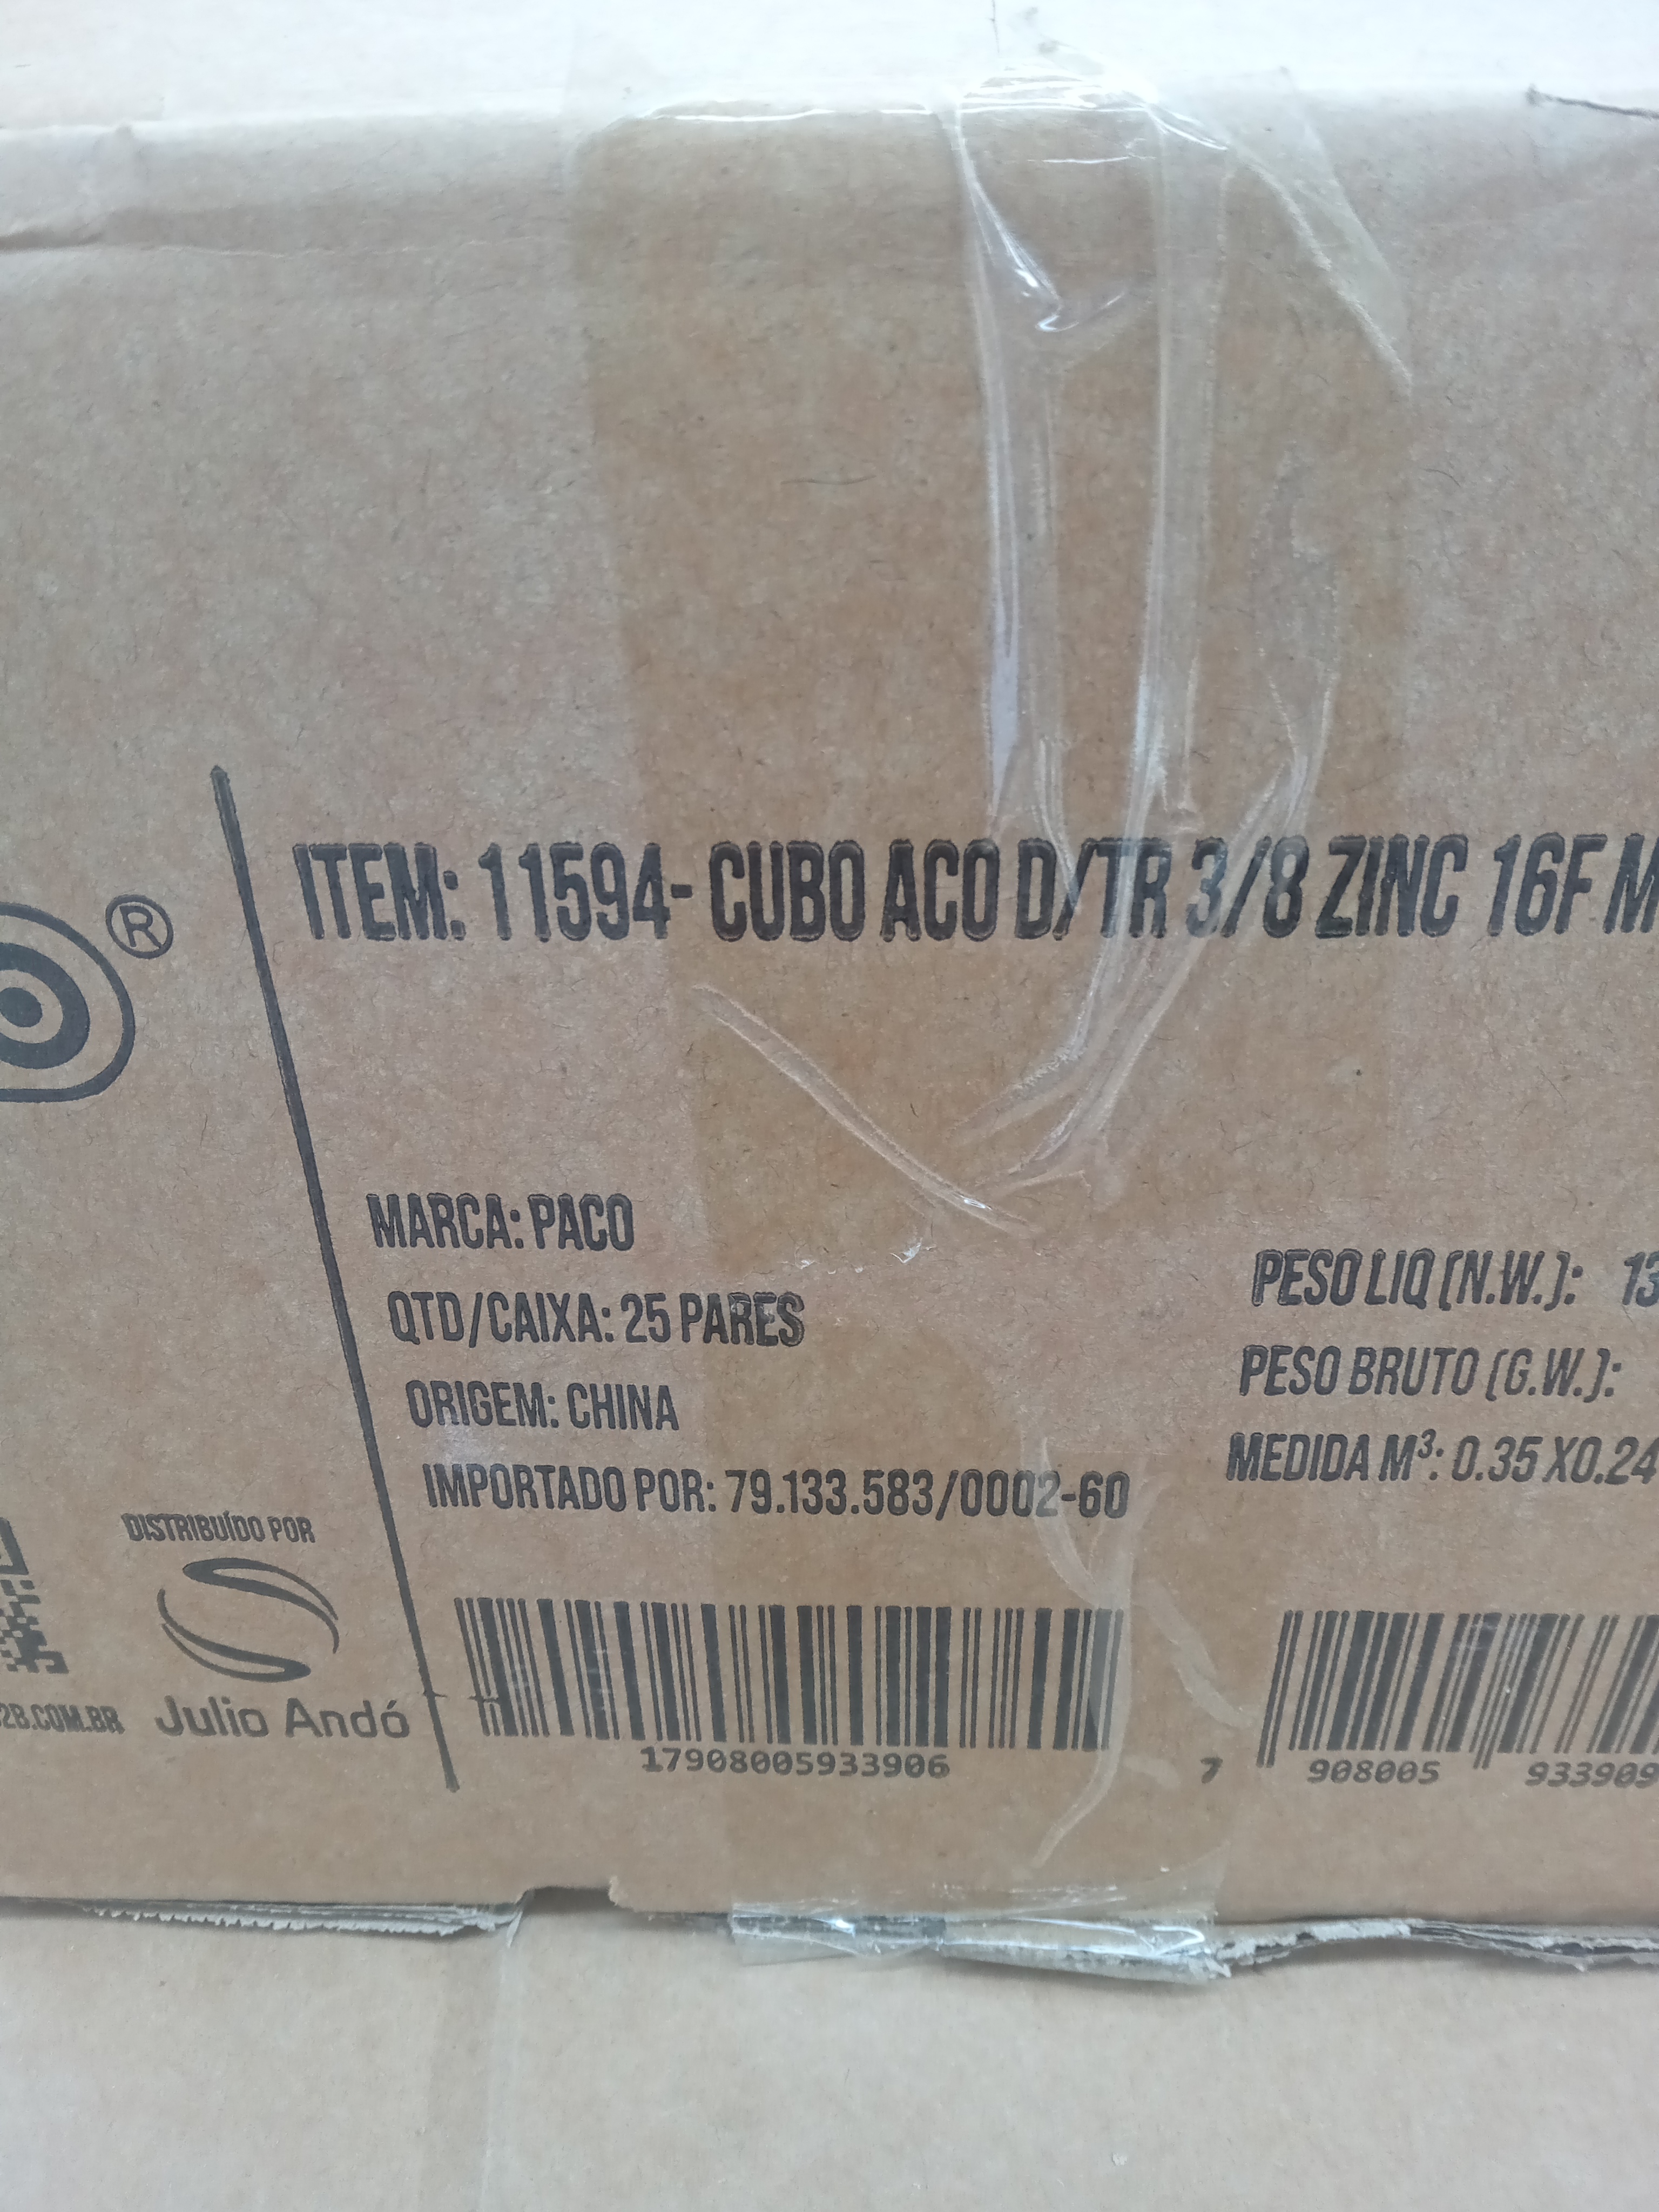 ®
ITEM: 11594- CUBO ACO D/TR 3/8 ZINC 16F M
MARCA: PACO
QTD/CAIXA: 25 PARES
ORIGEM: CHINA
IMPORTADO POR: 79.133.583/0002-60
PESO LIQ (N.W.): 13
PESO BRUTO (G.W.):
MEDIDA M³: 0.35 X0.24
DISTRIBUÍDO POR
Julio Andó
2B.COM.BR
17908005933906
7 908005 933909